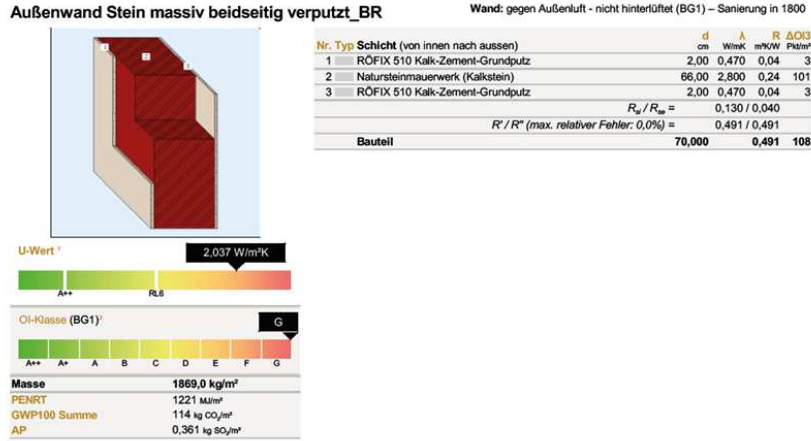 Außenwand Stein massiv beidseitig verputzt_BR
Wand: gegen Außenluft - nicht hinterlüftet (BG1) – Sanierung in 1800
Nr. Typ Schicht (von innen nach aussen) d cm λ W/mK R m²K/W ΔOI3 Pkt/m²
1 RÖFIX 510 Kalk-Zement-Grundputz 2,00 0,470 0,04 3
2 Natursteinmauerwerk (Kalkstein) 66,00 2,800 0,24 101
3 RÖFIX 510 Kalk-Zement-Grundputz 2,00 0,470 0,04 3
Rsi / Rse = 0,130 / 0,040
R' / R" (max. relativer Fehler: 0,0%) = 0,491 / 0,491
Bauteil 70,000 0,491 108
1 2 3
U-Wert ¹ 2,037 W/m²K
A++ RL6
OI-Klasse (BG1)² G
A++ A+ A B C D E F G
Masse 1869,0 kg/m²
PENRT 1221 MJ/m²
GWP100 Summe 114 kg CO₂/m²
AP 0,361 kg SO₂/m²